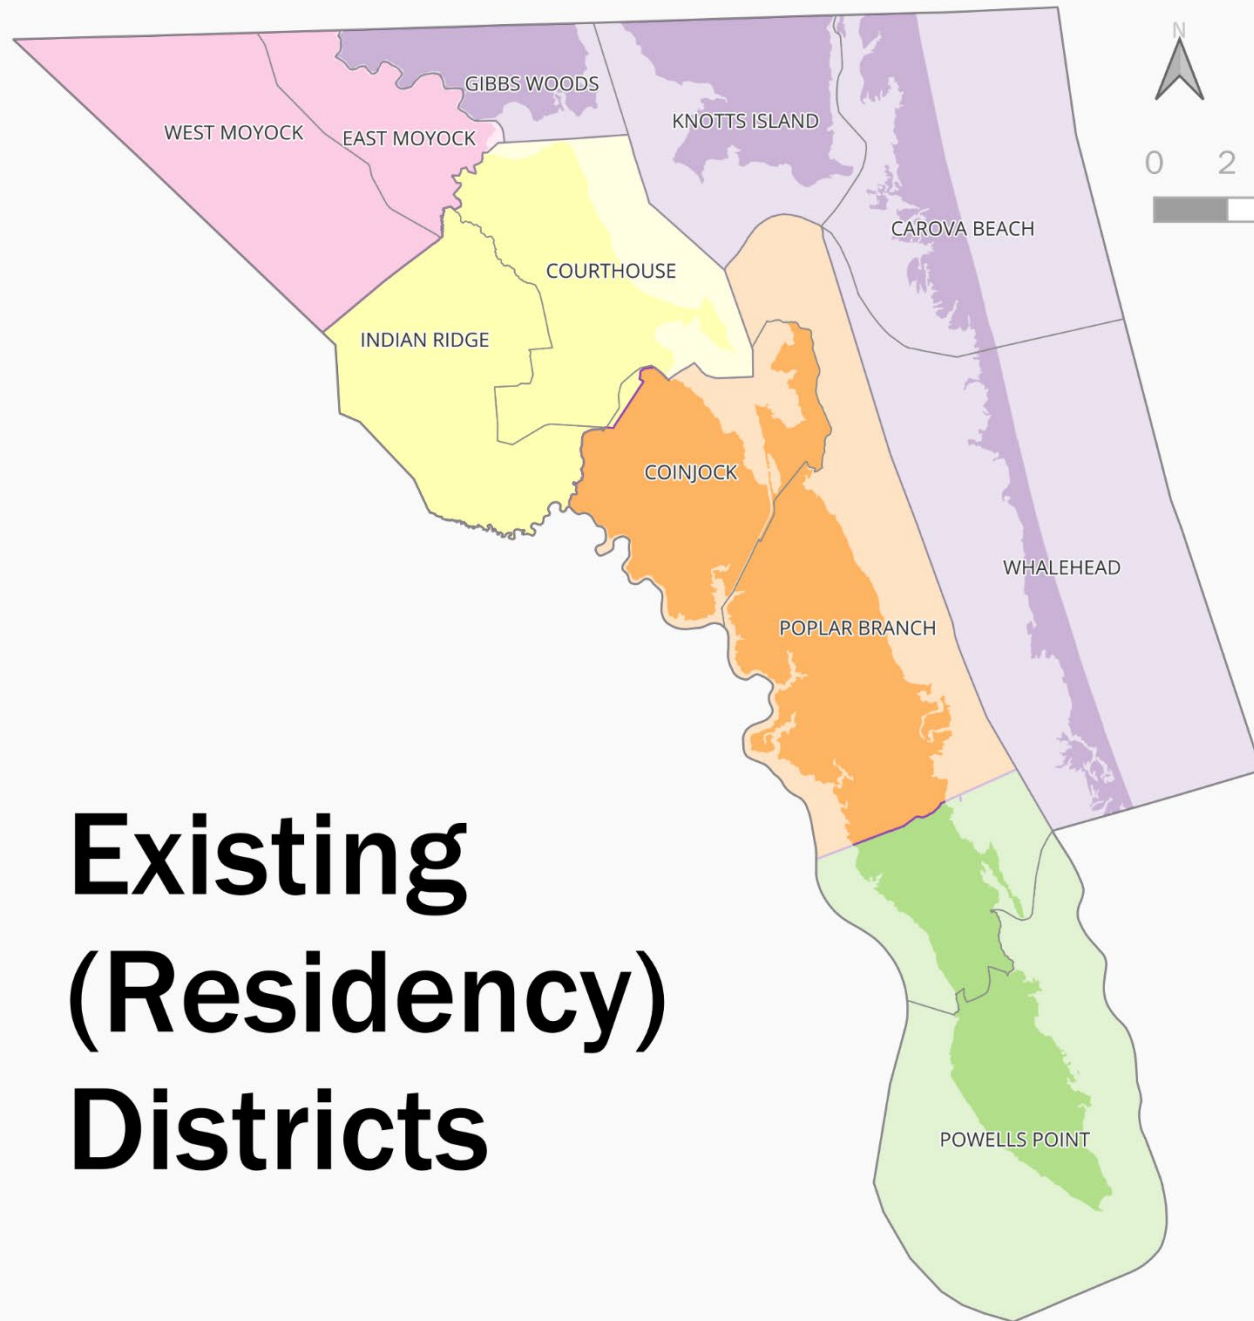 N
GIBBS WOODS
KNOTTS ISLAND
WEST MOYOCK
EAST MOYOCK
0 2
CAROVA BEACH
COURTHOUSE
INDIAN RIDGE
COINJOCK
WHALEHEAD
POPLAR BRANCH
Existing
(Residency)
Districts
POWELLS POINT